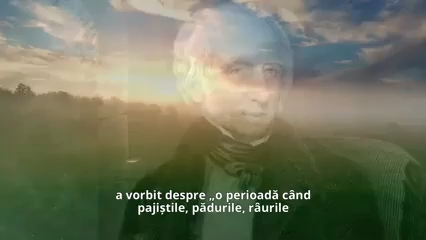 a vorbit despre „o perioadă când
pajiștile, pădurile, râurile